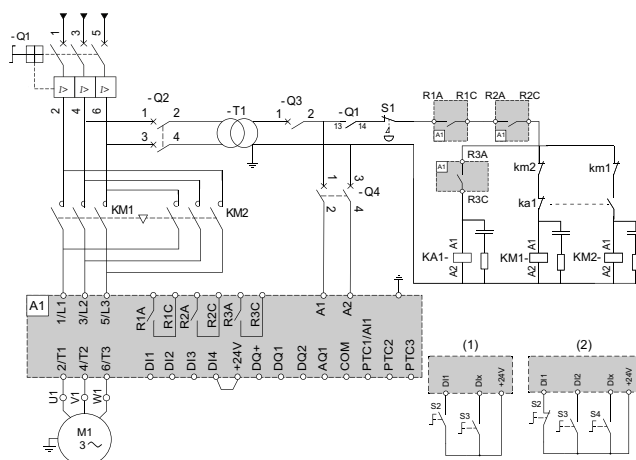 -Q1
1 3 5
I> I> I>
2 4 6
-Q2
1 2
3 4
-T1
-Q3
1 2
-Q1
13 14
S1
R1A R1C R2A R2C
A1 A1
1 3
-Q4
2 4
A1
R3A
R3C
km2 km1
ka1
KM1
KM2
KA1-
A1
A2
KM1-
A1
A2
KM2-
A1
A2
A1
1/L1 3/L2 5/L3 R1A R1C R2A R2C R3A R3C A1 A2
2/T1 4/T2 6/T3 DI1 DI2 DI3 DI4 +24V DQ+ DQ1 DQ2 AQ1 COM PTC1/AI1 PTC2 PTC3
U1 V1 W1
M1
3
(1)
DI1 DIx +24V
S2 S3
(2)
DI1 DI2 DIx +24V
S2 S3 S4